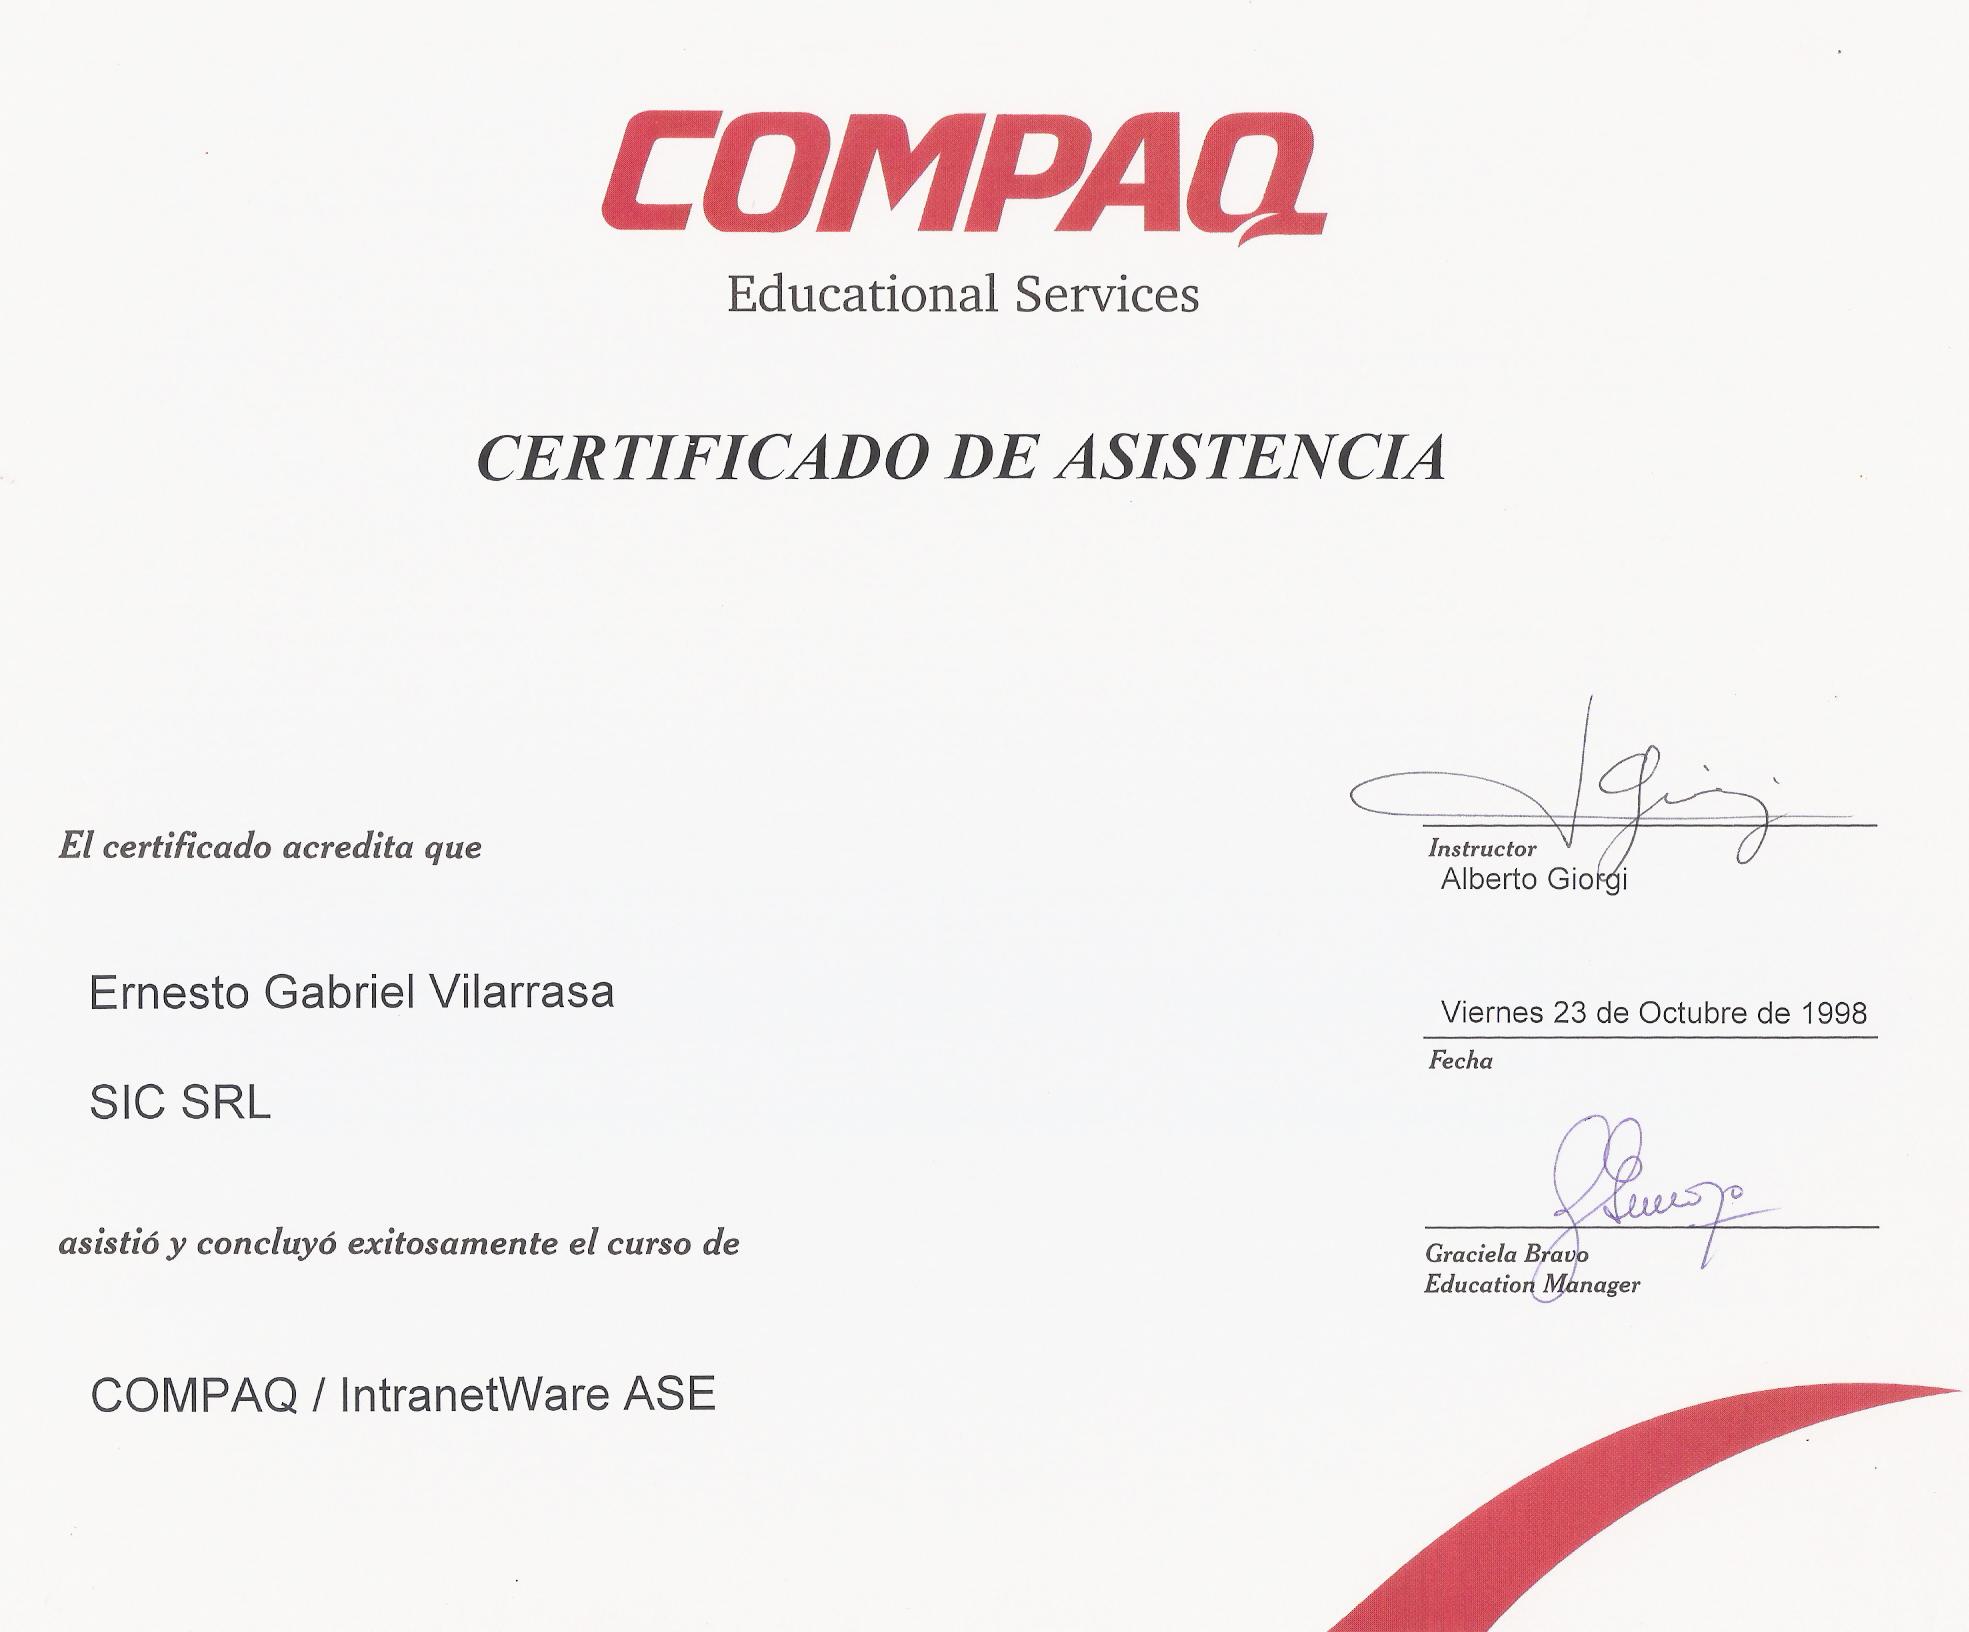 COMPAQ
Educational Services
CERTIFICADO DE ASISTENCIA
El certificado acredita que
Ernesto Gabriel Vilarrasa
SIC SRL
asistió y concluyó exitosamente el curso de
COMPAQ / IntranetWare ASE
Instructor
Alberto Giorgi
Viernes 23 de Octubre de 1998
Fecha
Graciela Bravo
Education Manager